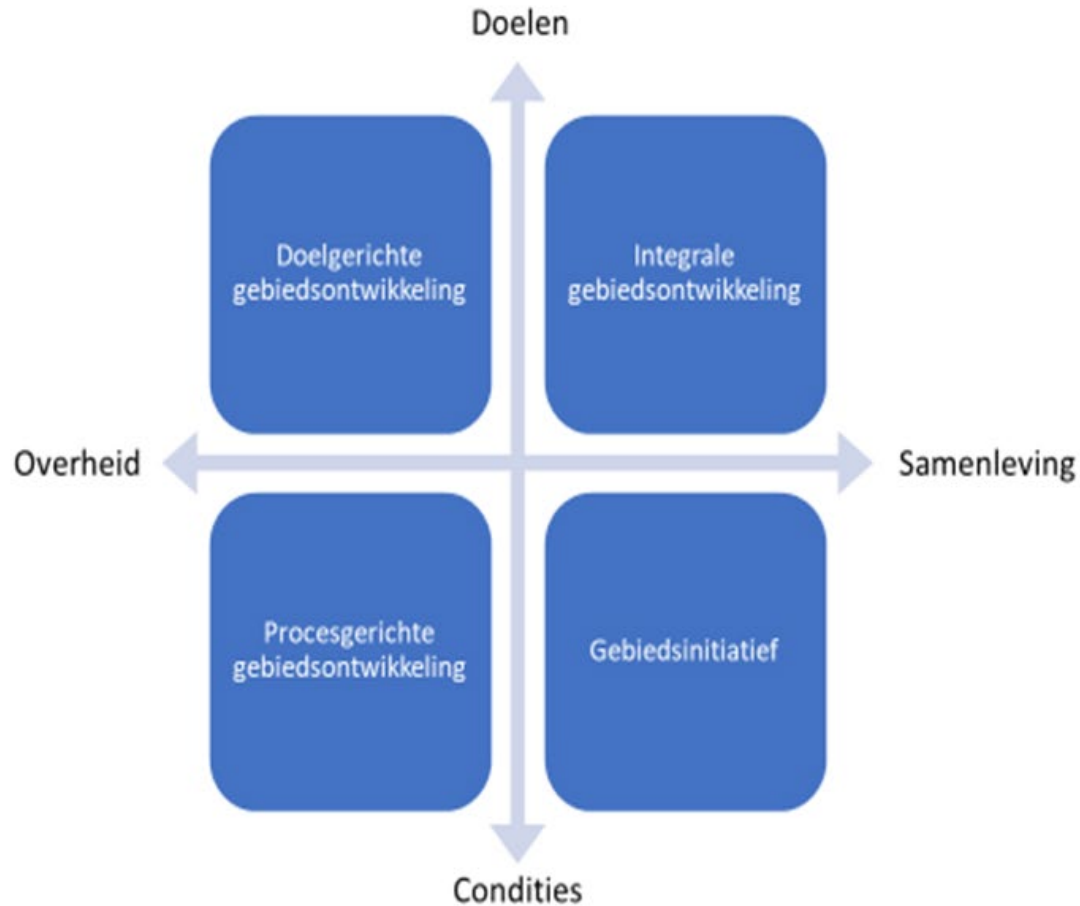 Doelen
Doelgerichte
gebiedsontwikkeling
Integrale
gebiedsontwikkeling
Overheid
Samenleving
Procesgerichte
gebiedsontwikkeling
Gebiedsinitiatief
Condities